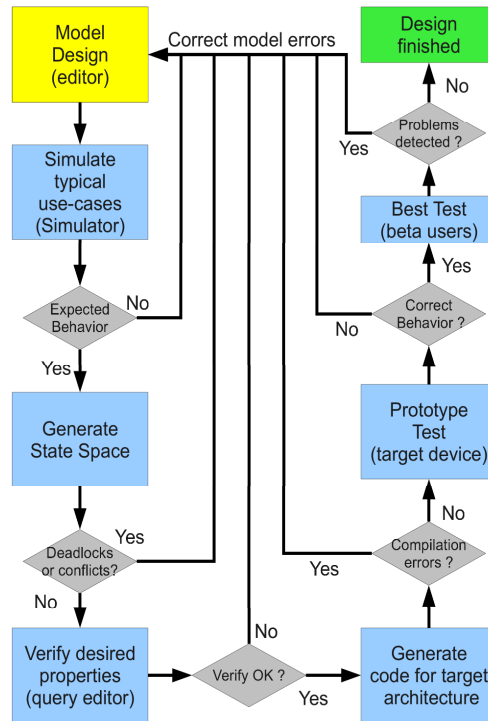 Model
Design
(editor)
Correct model errors
Design
finished
No
Problems
detected ?
Yes
Simulate
typical
use-cases
(Simulator)
Best Test
(beta users)
Yes
Expected
Behavior
No
Correct
Behavior ?
No
Yes
Generate
State Space
Prototype
Test
(target device)
No
Deadlocks
or conflicts?
Yes
Compilation
errors ?
Yes
No
Verify desired
properties
(query editor)
No
Verify OK ?
Yes
Generate
code for target
architecture